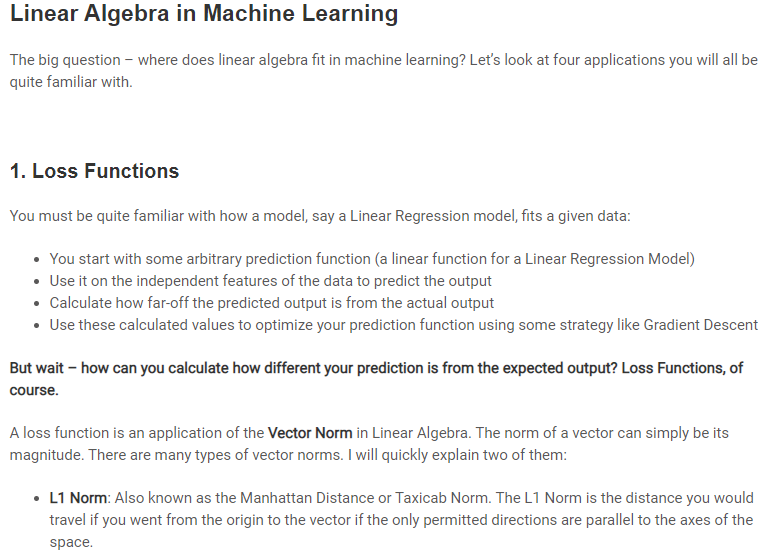 Linear Algebra in Machine Learning
The big question – where does linear algebra fit in machine learning? Let’s look at four applications you will all be
quite familiar with.
1. Loss Functions
You must be quite familiar with how a model, say a Linear Regression model, fits a given data:
• You start with some arbitrary prediction function (a linear function for a Linear Regression Model)
• Use it on the independent features of the data to predict the output
• Calculate how far-off the predicted output is from the actual output
• Use these calculated values to optimize your prediction function using some strategy like Gradient Descent
But wait – how can you calculate how different your prediction is from the expected output? Loss Functions, of
course.
A loss function is an application of the Vector Norm in Linear Algebra. The norm of a vector can simply be its
magnitude. There are many types of vector norms. I will quickly explain two of them:
• L1 Norm: Also known as the Manhattan Distance or Taxicab Norm. The L1 Norm is the distance you would
travel if you went from the origin to the vector if the only permitted directions are parallel to the axes of the
space.